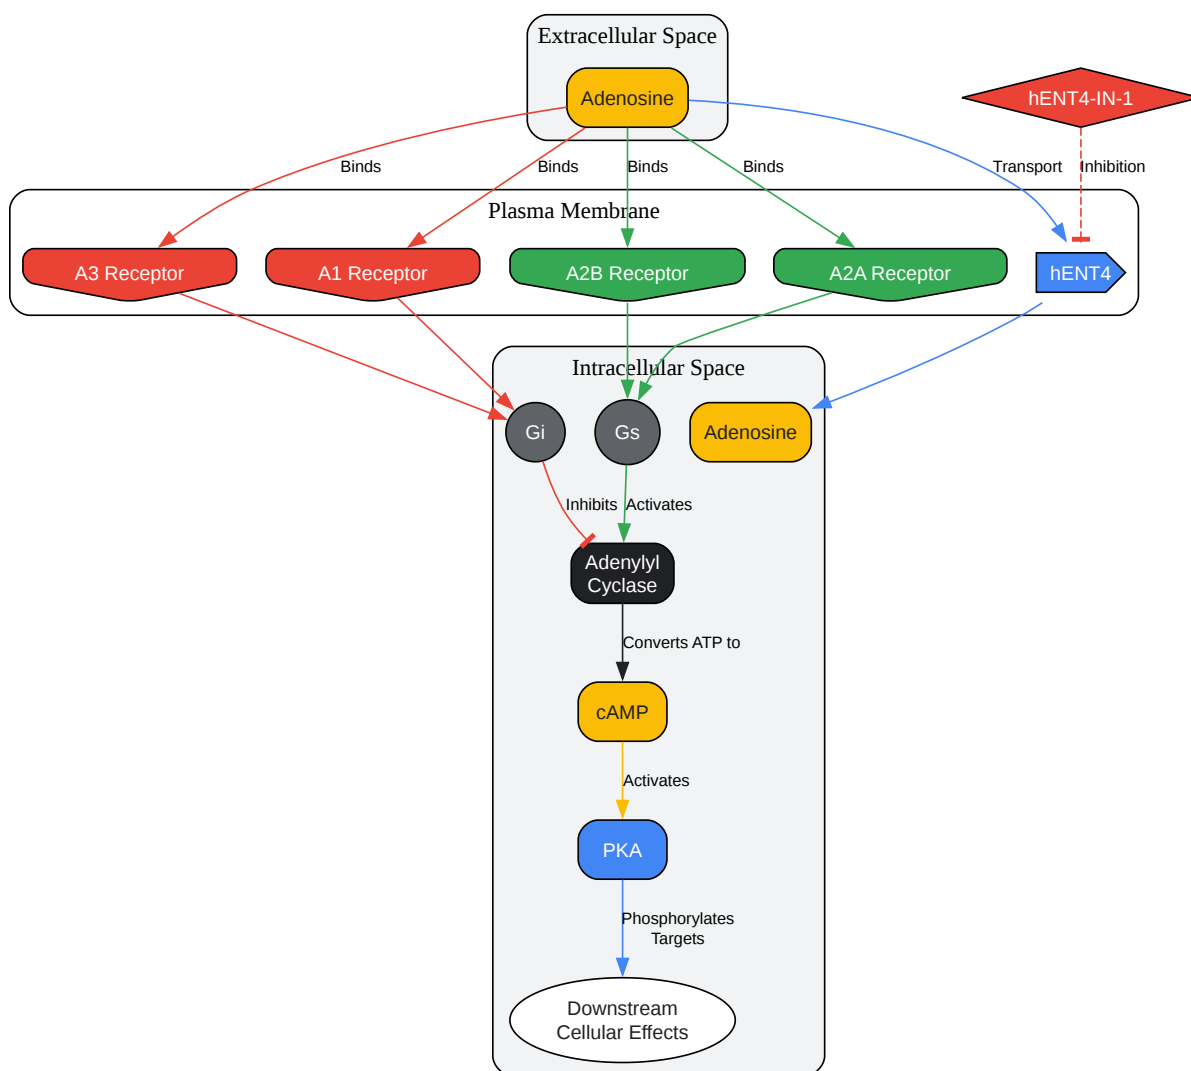 Extracellular Space
Adenosine
hENT4-IN-1
Binds
Binds
Binds
Binds
Transport
Inhibition
Plasma Membrane
A3 Receptor
A1 Receptor
A2B Receptor
A2A Receptor
hENT4
Intracellular Space
Gi
Gs
Adenosine
Inhibits
Activates
Adenylyl
Cyclase
Converts ATP to
cAMP
Activates
PKA
Phosphorylates
Targets
Downstream
Cellular Effects